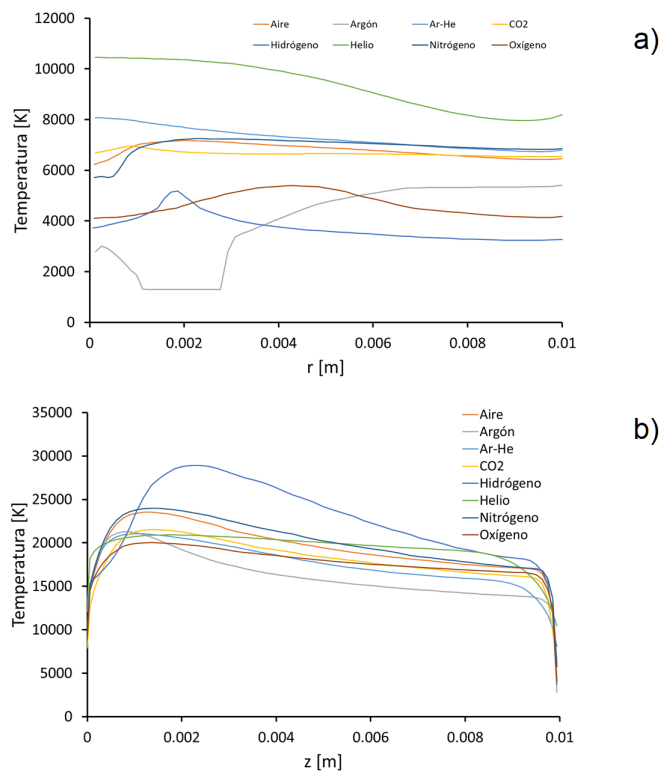 a)
Aire Argón Ar-He CO2
Hidrógeno Helio Nitrógeno Oxígeno
Temperatura [K]
12000
10000
8000
6000
4000
2000
0
0 0.002 0.004 0.006 0.008 0.01
r [m]
b)
Aire
Argón
Ar-He
CO2
Hidrógeno
Helio
Nitrógeno
Oxígeno
Temperatura [K]
35000
30000
25000
20000
15000
10000
5000
0
0 0.002 0.004 0.006 0.008 0.01
z [m]